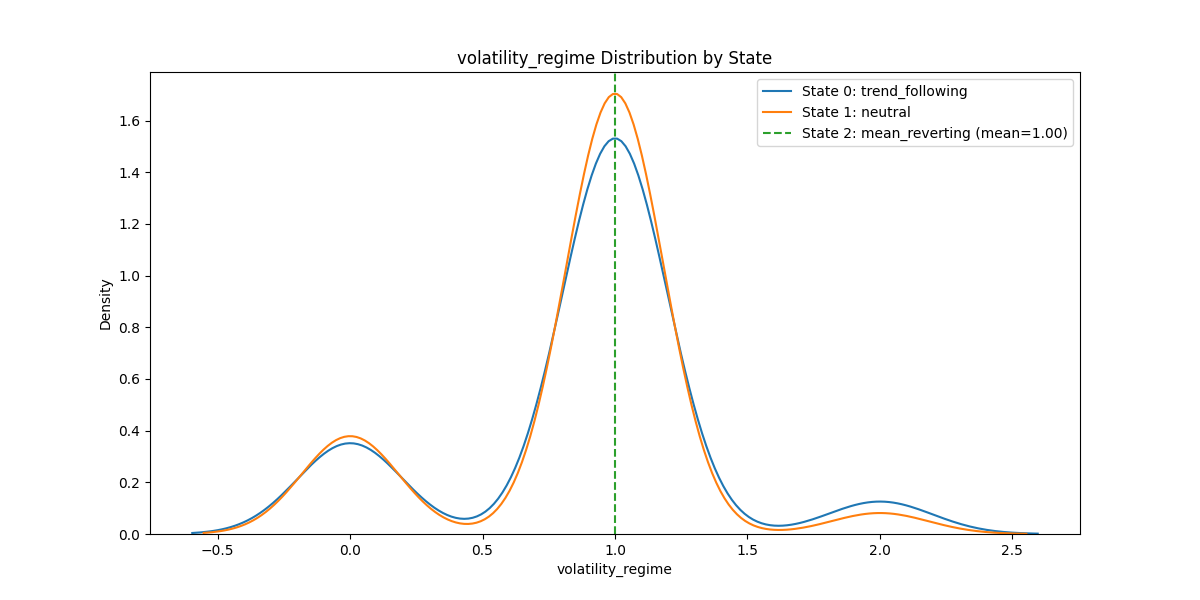 volatility_regime Distribution by State
State 0: trend_following
State 1: neutral
State 2: mean_reverting (mean=1.00)
Density
1.6
1.4
1.2
1.0
0.8
0.6
0.4
0.2
0.0
−0.5 0.0 0.5 1.0 1.5 2.0 2.5
volatility_regime